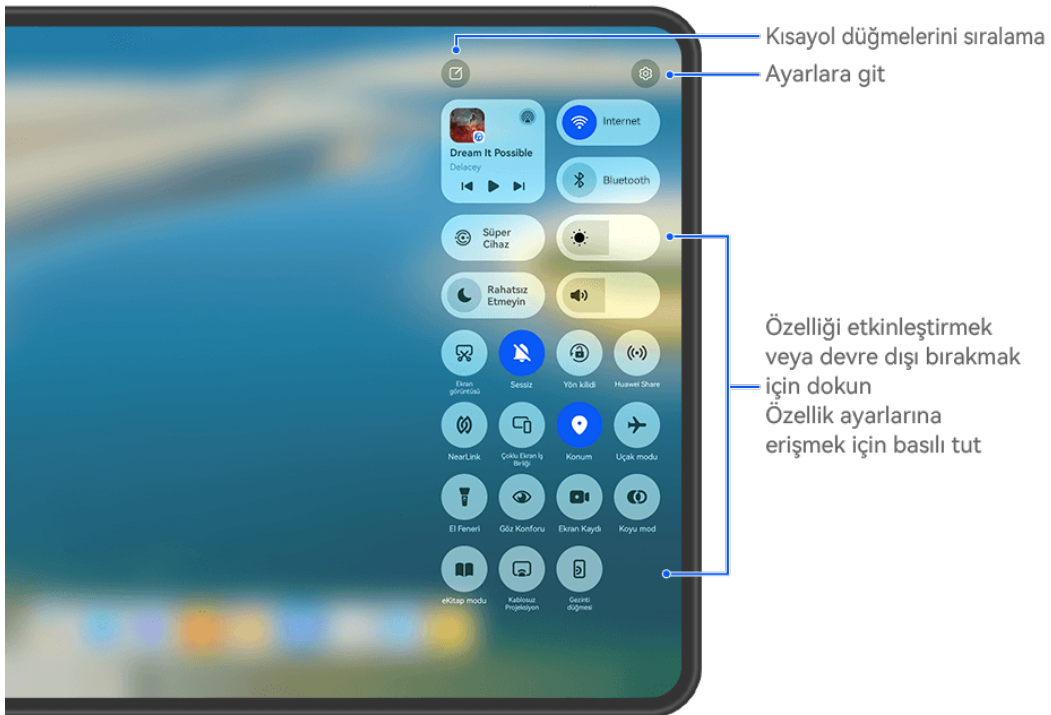 Kısayol düğmelerini sıralama
Ayarlara git
Internet
Dream It Possible
Delacey
Bluetooth
Süper
Cihaz
Rahatsız
Etmeyin
Özelliği etkinleştirmek
veya devre dışı bırakmak
için dokun
Özellik ayarlarına
erişmek için basılı tut
Ekran
görüntüsü
Sessiz
Yön kilidi
Huawei Share
NearLink
Çoklu Ekran İş
Birliği
Konum
Uçak modu
El Feneri
Göz Konforu
Ekran Kaydı
Koyu mod
eKitap modu
Kablosuz
Projeksiyon
Gezinti
düğmesi